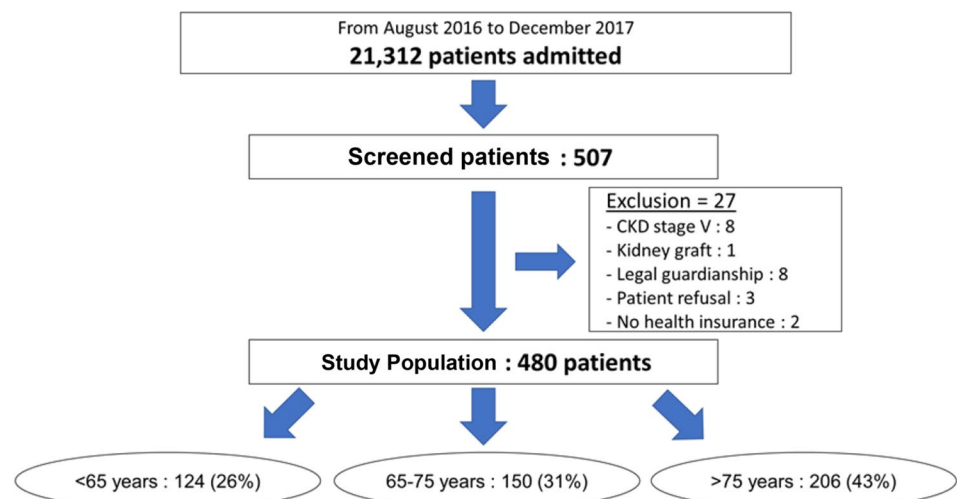 From August 2016 to December 2017
21,312 patients admitted
Screened patients : 507
Exclusion = 27
- CKD stage V : 8
- Kidney graft : 1
- Legal guardianship : 8
- Patient refusal : 3
- No health insurance : 2
Study Population : 480 patients
<65 years : 124 (26%)
65-75 years : 150 (31%)
>75 years : 206 (43%)